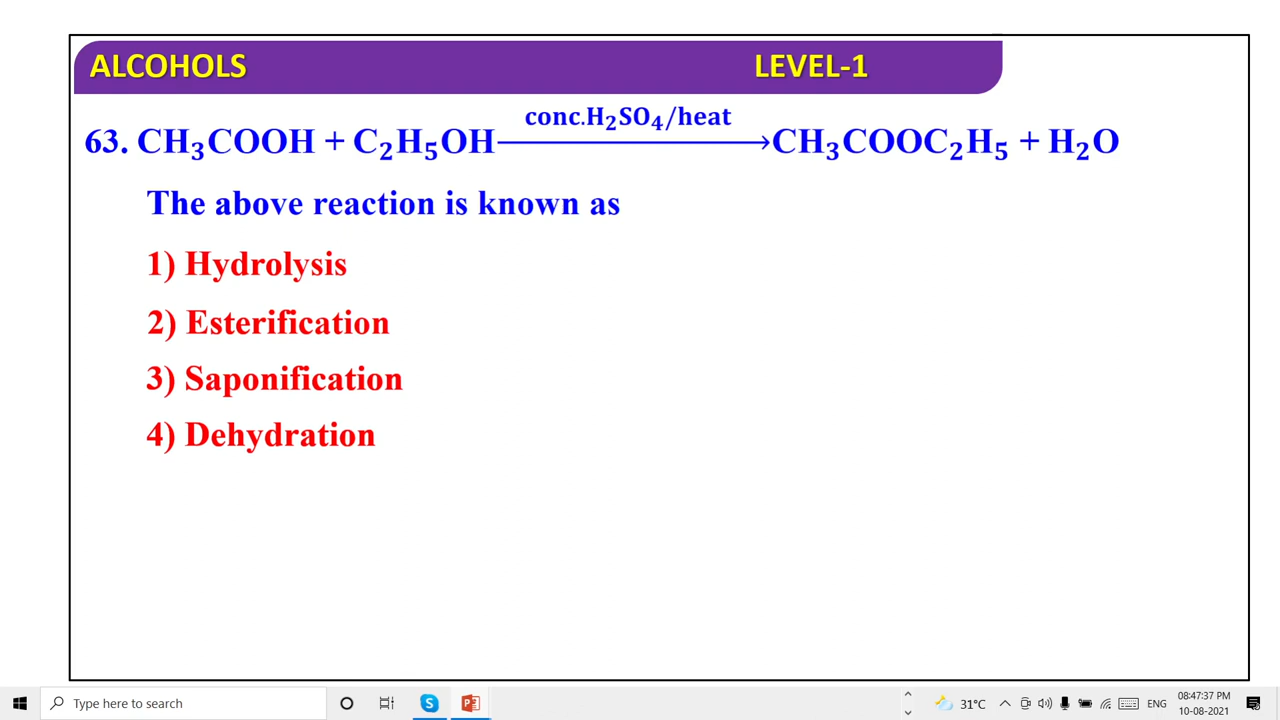 ALCOHOLS LEVEL-1
conc.H₂SO₄/heat
63. CH₃COOH + C₂H₅OH⟶CH₃COOC₂H₅ + H₂O
The above reaction is known as
1) Hydrolysis
2) Esterification
3) Saponification
4) Dehydration
Type here to search
31°C
ENG
08:47:37 PM
10-08-2021